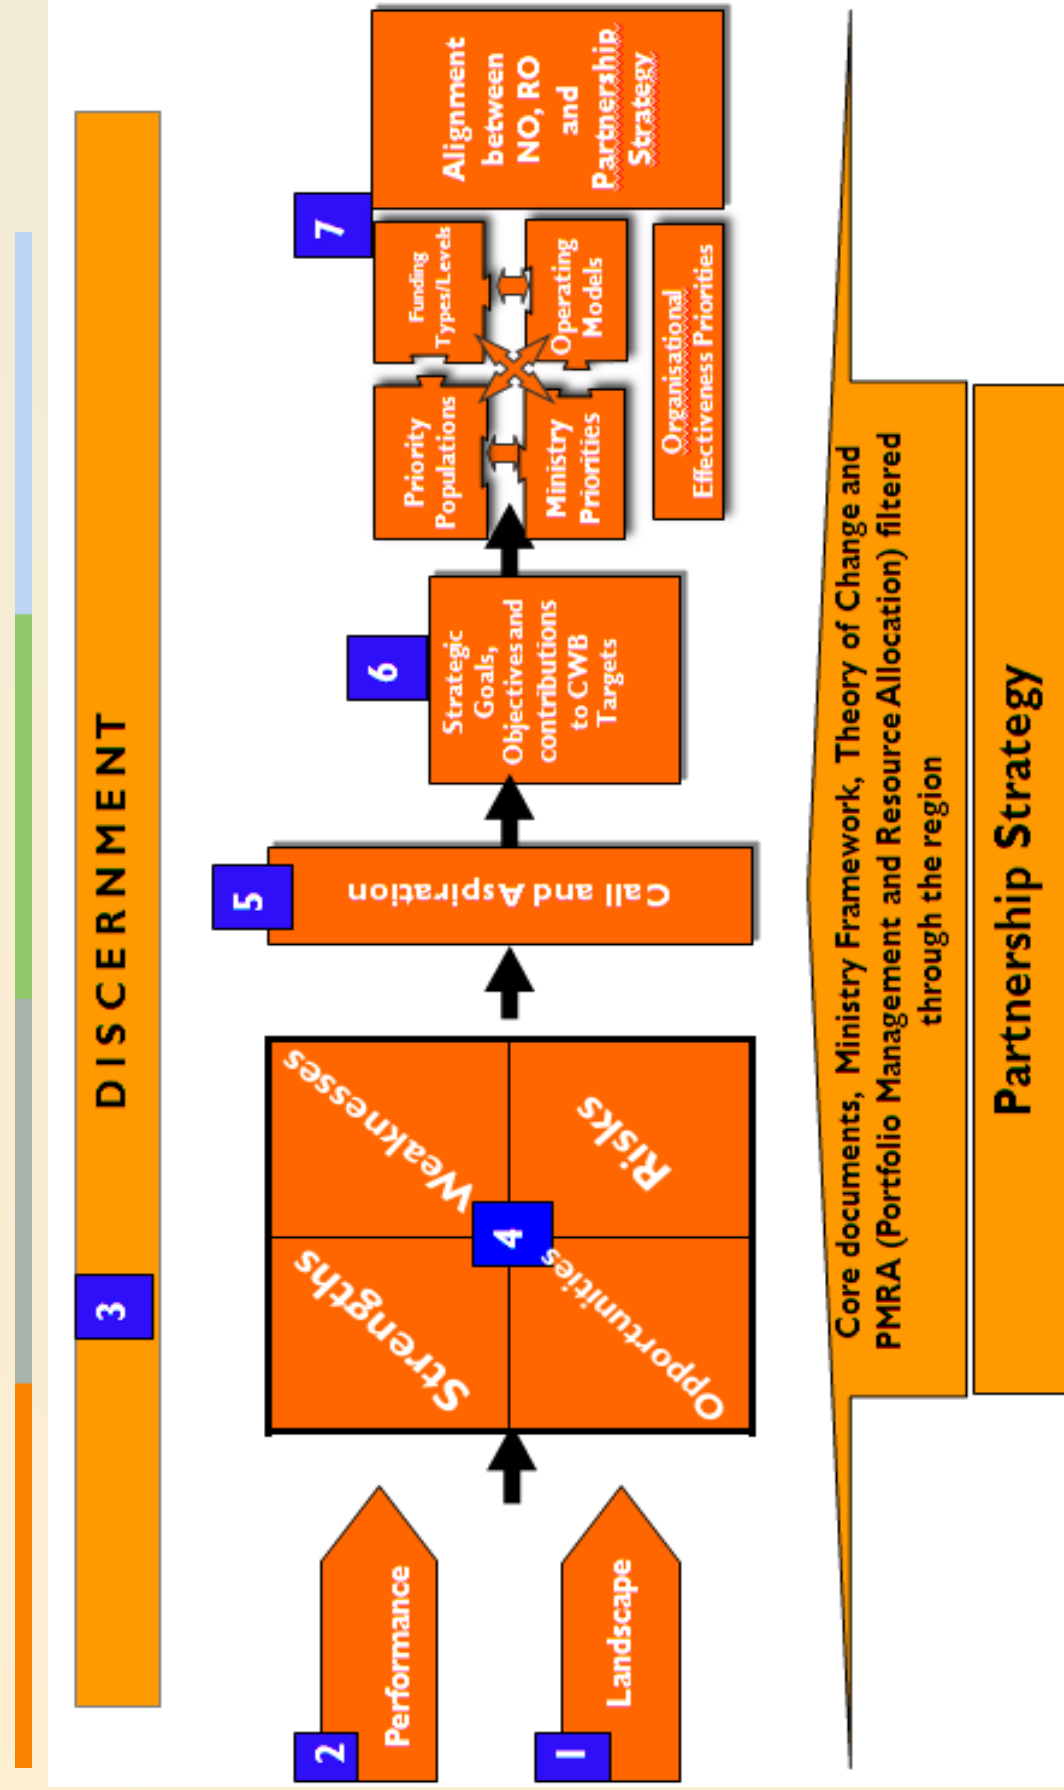 DISCERNMENT
3
2
Performance
1
Landscape
Strengths
Weaknesses
4
Opportunities
Risks
5
Call and Aspiration
6
Strategic
Goals,
Objectives and
contributions
to CWB
Targets
7
Priority
Populations
Funding
Types/Levels
Ministry
Priorities
Operating
Models
Organisational
Effectiveness Priorities
Alignment
between
NO, RO
and
Partnership
Strategy
Core documents, Ministry Framework, Theory of Change and
PMRA (Portfolio Management and Resource Allocation) filtered
through the region
Partnership Strategy